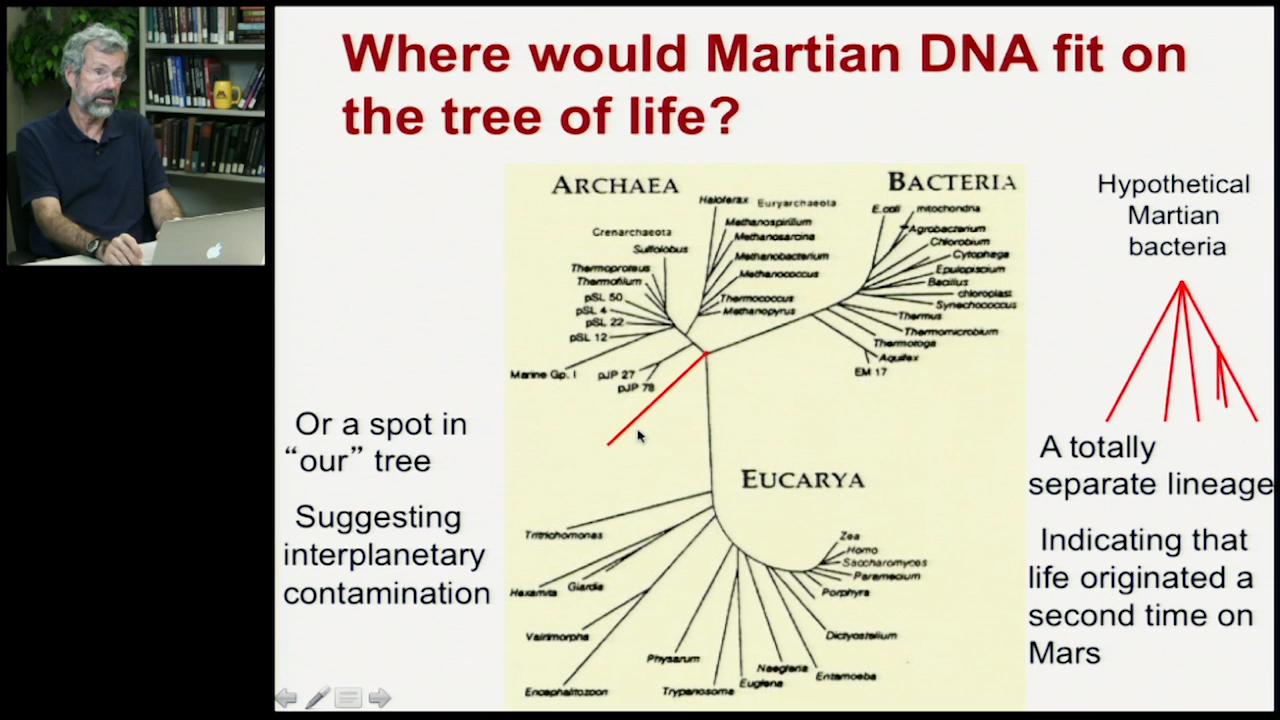 Where would Martian DNA fit on
the tree of life?
ARCHAEA
BACTERIA
Haloferax
Euryarchaeota
Crenarchaeota
Sulfolobus
Methanospirillum
Methanosarcina
Methanobacterium
Methanococcus
Thermoproteus
Thermofilum
pSL 50
pSL 4
pSL 22
pSL 12
Thermococcus
Methanopyrus
Marine Gp. I
pJP 27
pJP 78
E.coli
mitochondria
Agrobacterium
Chlorobium
Cytophaga
Epulopiscium
Bacillus
chloroplast
Synechococcus
Thermus
Thermomicrobium
Thermotoga
Aquifex
EM 17
Hypothetical
Martian
bacteria
Or a spot in
“our” tree
Suggesting
interplanetary
contamination
EUCARYA
Tritrichomonas
Zea
Homo
Saccharomyces
Paramecium
Hexamita
Giardia
Porphyra
Vairimorpha
Dictyostelium
Physarum
Naegleria
Entamoeba
Euglena
Encephalitozoon
Trypanosoma
A totally
separate lineage
Indicating that
life originated a
second time on
Mars